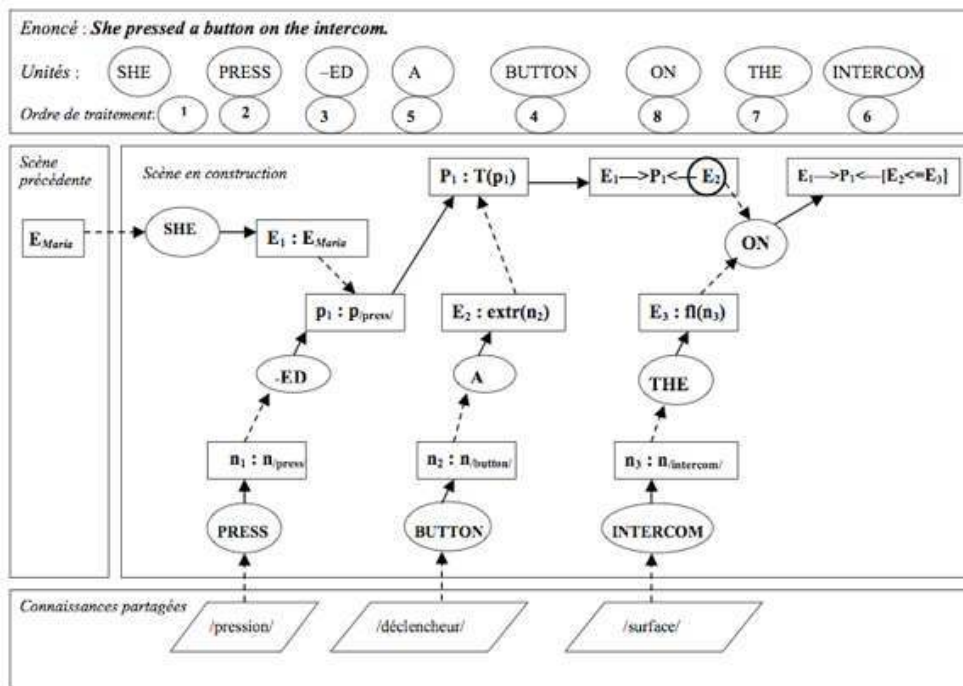 Enoncé : She pressed a button on the intercom.
Unités : SHE PRESS –ED A BUTTON ON THE INTERCOM
Ordre de traitement: 1 2 3 5 4 8 7 6
Scène précédente
Scène en construction
P₁ : T(p₁)
E₁—>P₁<—E₂
E₁—>P₁<—[E₂<=E₃]
E_Maria
SHE
E₁ : E_Maria
ON
p₁ : p/press/
E₂ : extr(n₂)
E₃ : fl(n₃)
-ED
A
THE
n₁ : n/press/
n₂ : n/button/
n₃ : n/intercom/
PRESS
BUTTON
INTERCOM
Connaissances partagées
/pression/
/déclencheur/
/surface/